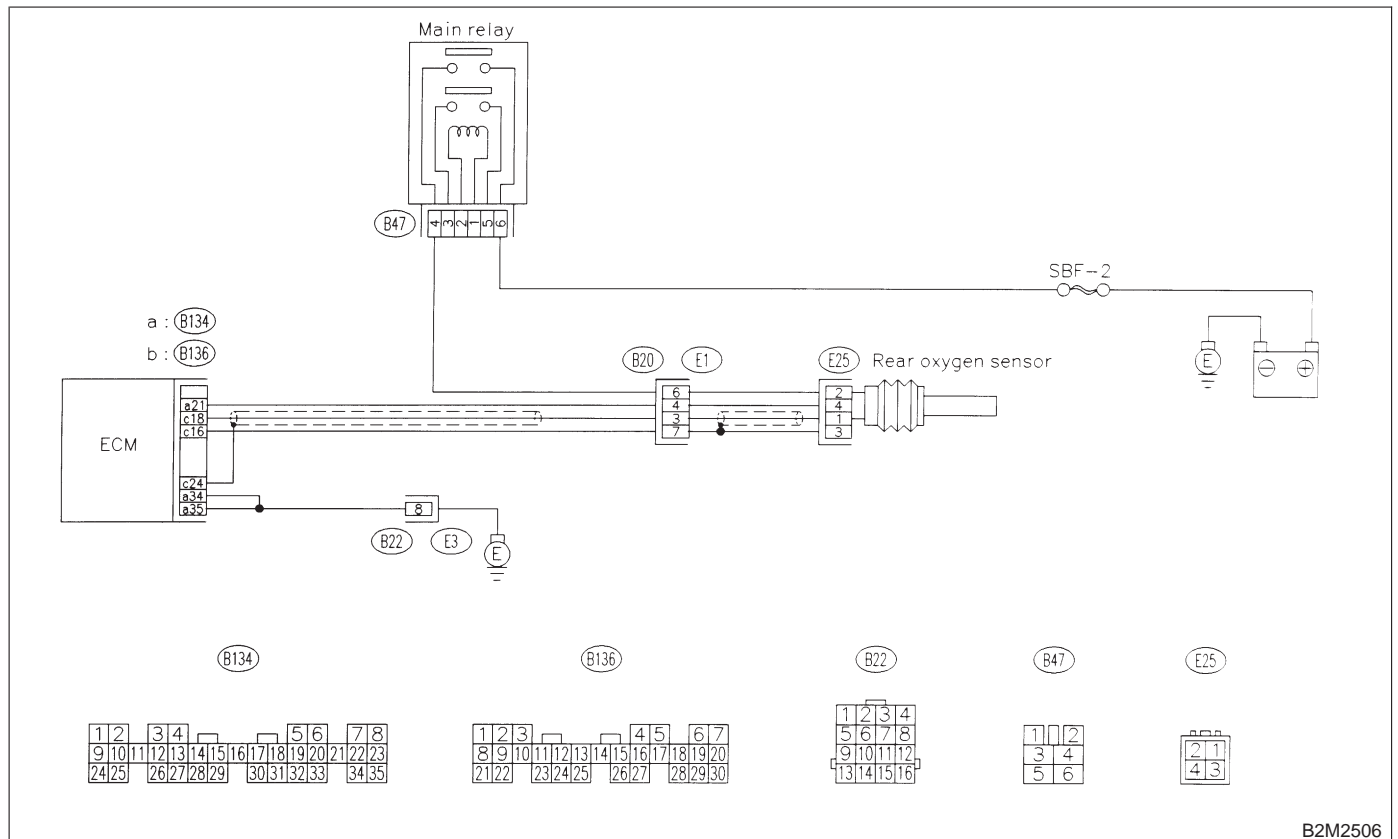 Main relay
B47
4 3 2 1 5 6
SBF-2
a : B134
b : B136
B20 E1 E25 Rear oxygen sensor
E
⊖ ⊕
ECM
a21
c18
c16
c24
a34
a35
6
4
3
7
2
4
1
3
8
B22 E3
E
B134
B136
B22
B47
E25
1 2 3 4 5 6 7 8
9 10 11 12 13 14 15 16 17 18 19 20 21 22 23
24 25 26 27 28 29 30 31 32 33 34 35
1 2 3 4 5 6 7
8 9 10 11 12 13 14 15 16 17 18 19 20
21 22 23 24 25 26 27 28 29 30
1 2 3 4
5 6 7 8
9 10 11 12
13 14 15 16
1 2
3 4
5 6
2 1
4 3
B2M2506